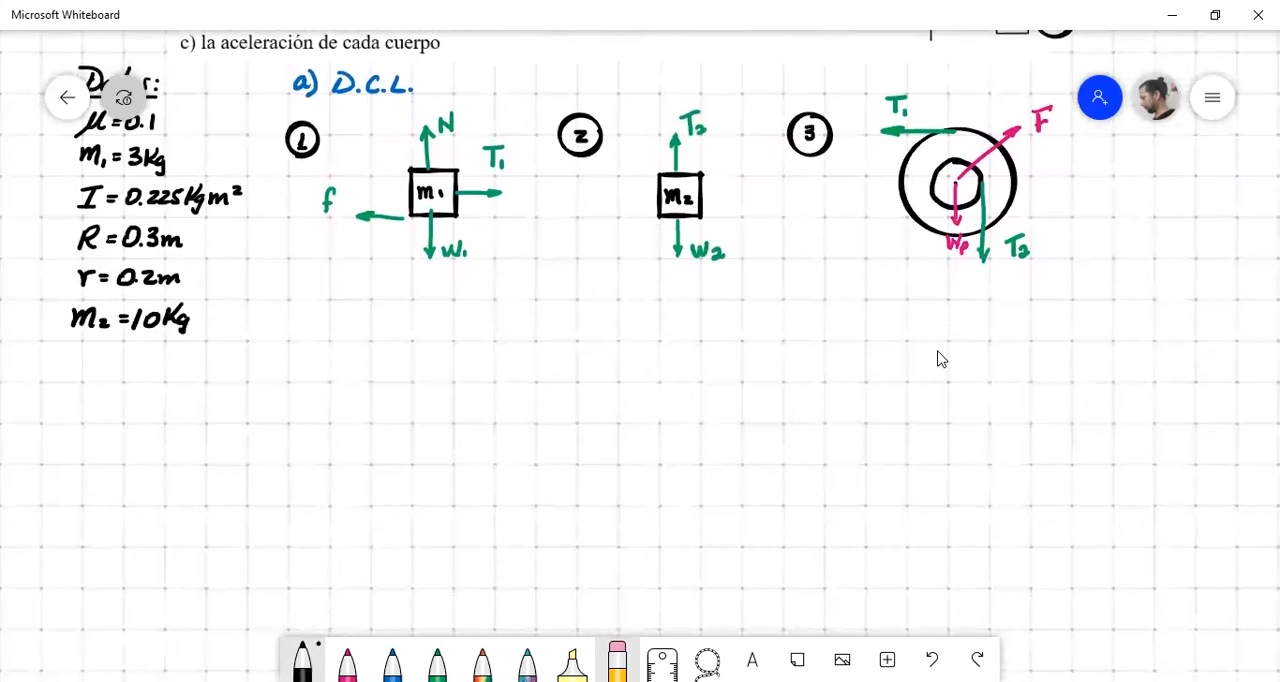 Microsoft Whiteboard
c) la aceleración de cada cuerpo
a) D.C.L.
μ=0.1
m₁ = 3Kg
I = 0.225Kgm²
R = 0.3m
r = 0.2m
m₂ = 10Kg
1
N
T₁
f
m₁
W₁
2
T₂
m₂
W₂
3
T₁
F
Wp
T₂
A